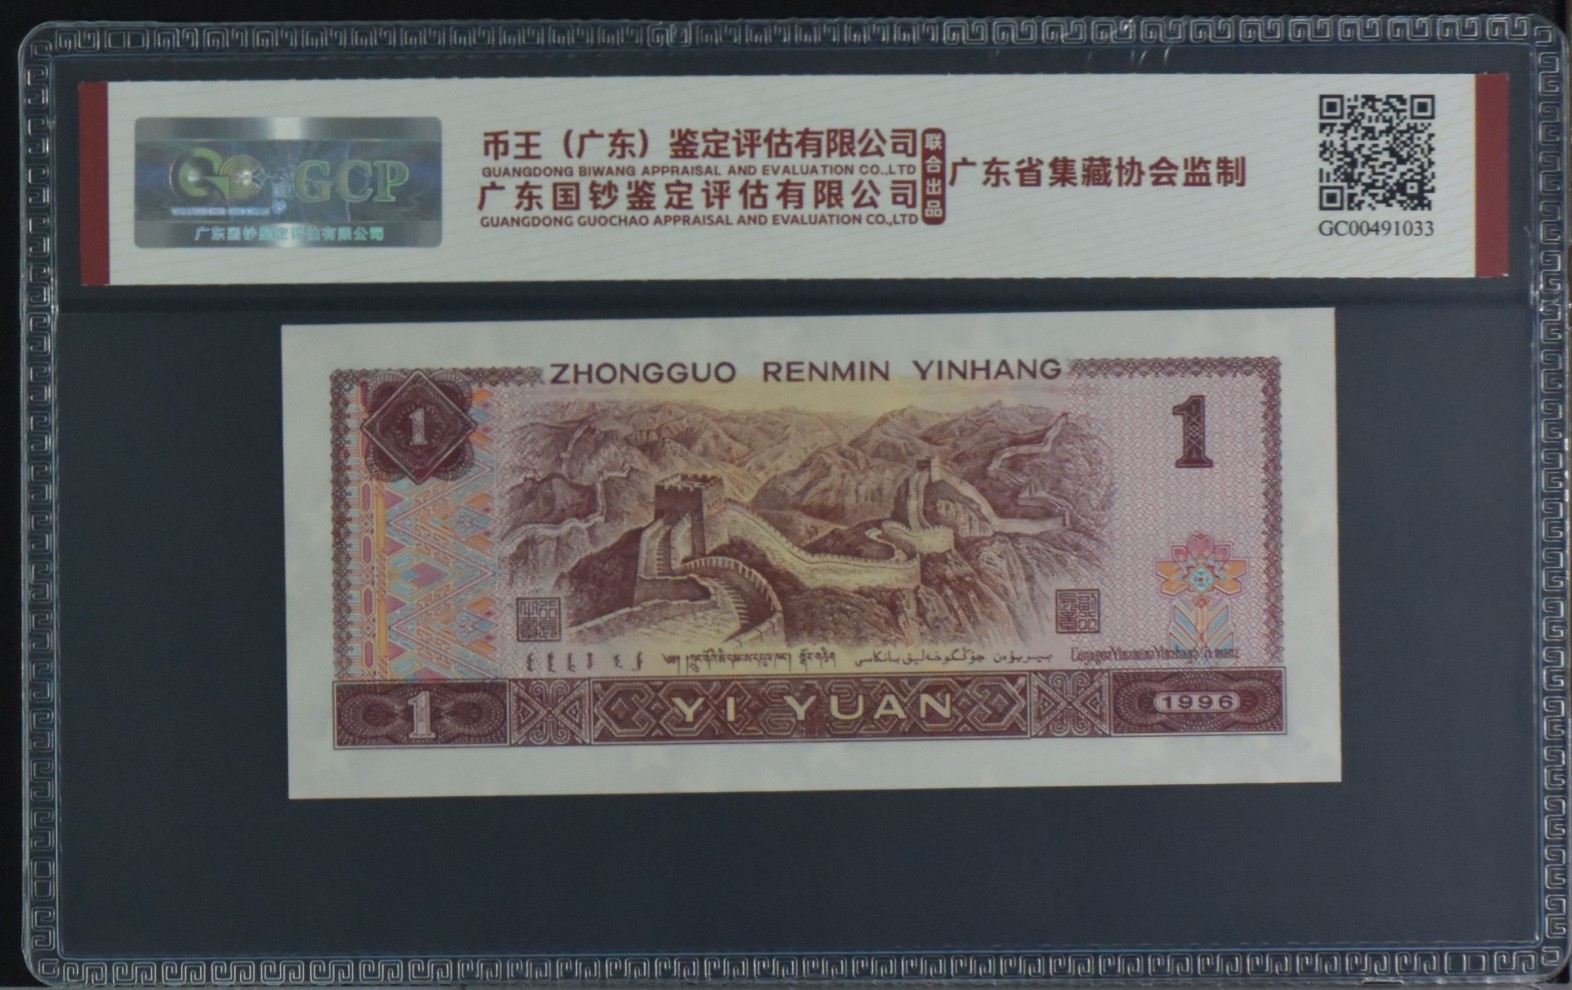 GCP
广东国钞鉴定评估有限公司
币王（广东）鉴定评估有限公司
GUANGDONG BIWANG APPRAISAL AND EVALUATION CO.,LTD
广东国钞鉴定评估有限公司
GUANGDONG GUOCHAO APPRAISAL AND EVALUATION CO.,LTD
联合出品
广东省集藏协会监制
GC00491033
ZHONGGUO RENMIN YINHANG
1
1
1
YI YUAN
1996